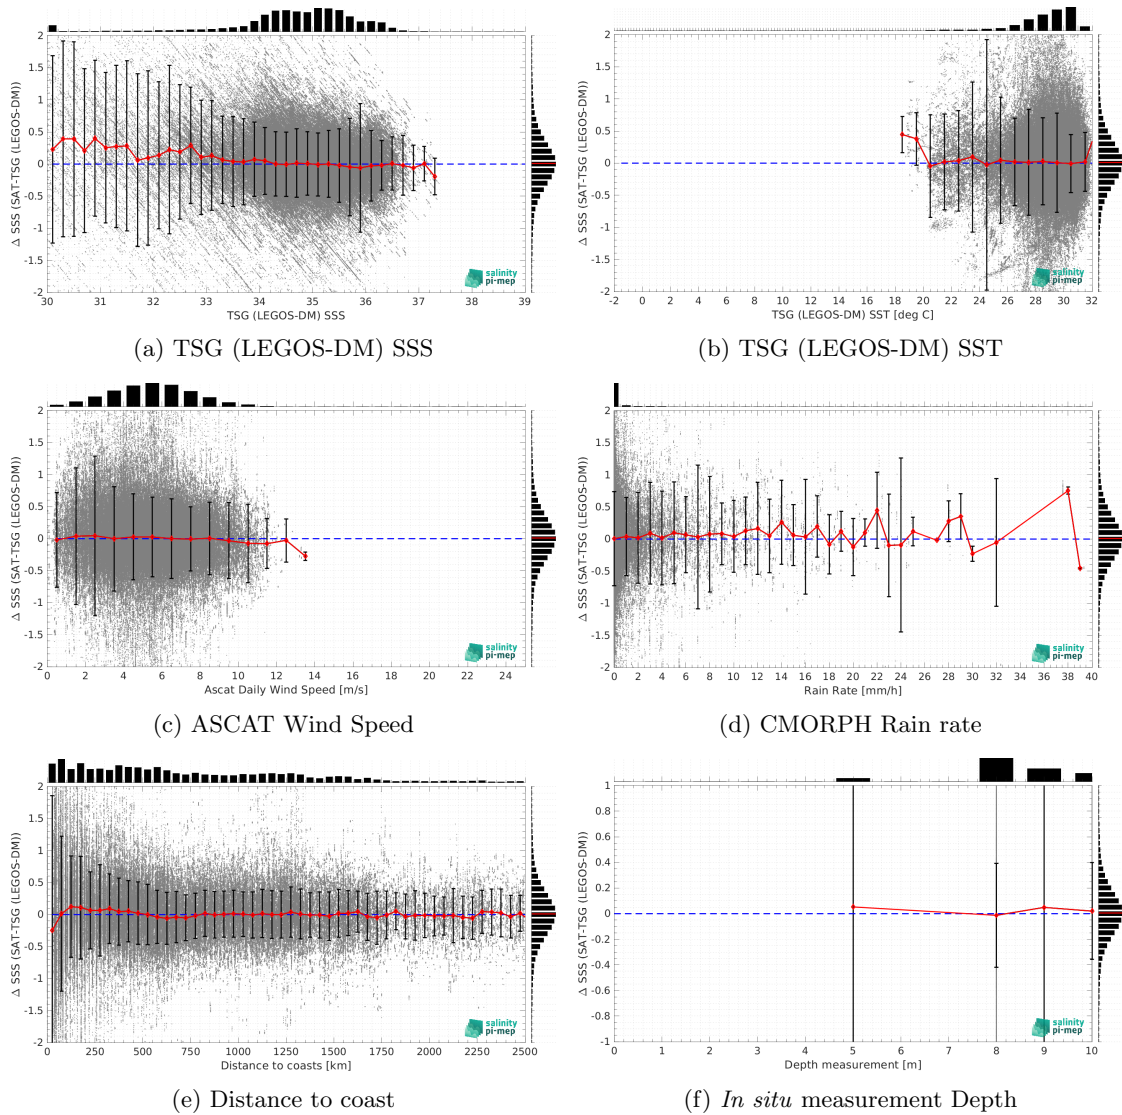 Δ SSS (SAT-TSG (LEGOS-DM))
2
1.5
1
0.5
0
-0.5
-1
-1.5
-2
30 31 32 33 34 35 36 37 38 39
TSG (LEGOS-DM) SSS
salinity
pi-mep
(a) TSG (LEGOS-DM) SSS
Δ SSS (SAT-TSG (LEGOS-DM))
2
1.5
1
0.5
0
-0.5
-1
-1.5
-2
-2 0 2 4 6 8 10 12 14 16 18 20 22 24 26 28 30 32
TSG (LEGOS-DM) SST [deg C]
salinity
pi-mep
(b) TSG (LEGOS-DM) SST
Δ SSS (SAT-TSG (LEGOS-DM))
2
1.5
1
0.5
0
-0.5
-1
-1.5
-2
0 2 4 6 8 10 12 14 16 18 20 22 24
Ascat Daily Wind Speed [m/s]
salinity
pi-mep
(c) ASCAT Wind Speed
Δ SSS (SAT-TSG (LEGOS-DM))
2
1.5
1
0.5
0
-0.5
-1
-1.5
-2
0 2 4 6 8 10 12 14 16 18 20 22 24 26 28 30 32 34 36 38 40
Rain Rate [mm/h]
salinity
pi-mep
(d) CMORPH Rain rate
Δ SSS (SAT-TSG (LEGOS-DM))
2
1.5
1
0.5
0
-0.5
-1
-1.5
-2
0 250 500 750 1000 1250 1500 1750 2000 2250 2500
Distance to coasts [km]
salinity
pi-mep
(e) Distance to coast
Δ SSS (SAT-TSG (LEGOS-DM))
1
0.8
0.6
0.4
0.2
0
-0.2
-0.4
-0.6
-0.8
-1
0 1 2 3 4 5 6 7 8 9 10
Depth measurement [m]
salinity
pi-mep
(f) In situ measurement Depth